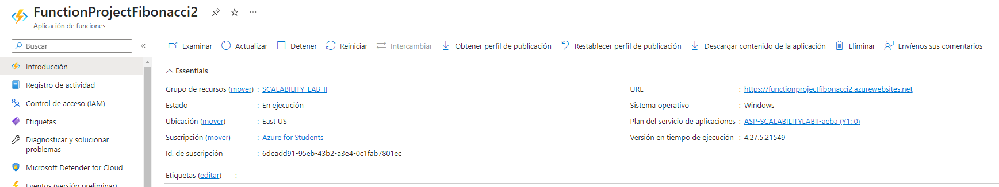 FunctionProjectFibonacci2
Aplicación de funciones
Buscar
Examinar Actualizar Detener Reiniciar Intercambiar Obtener perfil de publicación Restablecer perfil de publicación Descargar contenido de la aplicación Eliminar Envíenos sus comentarios
Introducción
Registro de actividad
Control de acceso (IAM)
Etiquetas
Diagnosticar y solucionar
problemas
Microsoft Defender for Cloud
Eventos (versión preliminar)
Essentials
Grupo de recursos (mover) : SCALABILITY_LAB_II
Estado : En ejecución
Ubicación (mover) : East US
Suscripción (mover) : Azure for Students
Id. de suscripción : 6deadd91-95eb-43b2-a3e4-0c1fab7801ec
URL : https://functionprojectfibonacci2.azurewebsites.net
Sistema operativo : Windows
Plan del servicio de aplicaciones : ASP-SCALABILITYLABII-aeba (Y1: 0)
Versión en tiempo de ejecución : 4.27.5.21549
Etiquetas (editar) :